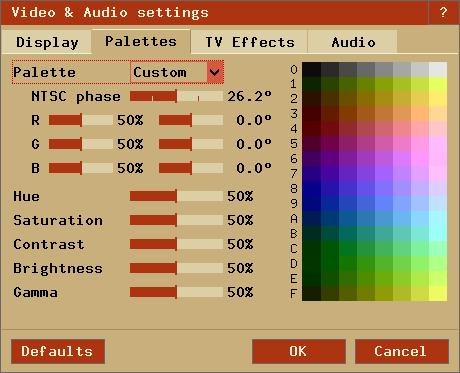 Video & Audio settings ?
Display Palettes TV Effects Audio
Palette Custom
NTSC phase 26.2°
R 50% 0.0°
G 50% 0.0°
B 50% 0.0°
Hue 50%
Saturation 50%
Contrast 50%
Brightness 50%
Gamma 50%
0
1
2
3
4
5
6
7
8
9
A
B
C
D
E
F
Defaults OK Cancel